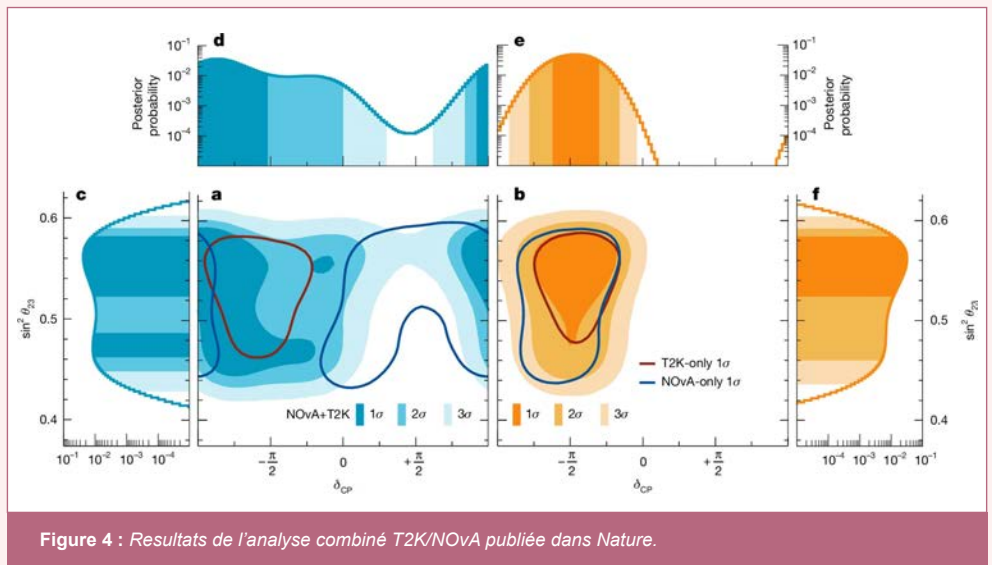 d
e
10⁻¹
10⁻²
10⁻³
10⁻⁴
Posterior
probability
10⁻¹
10⁻²
10⁻³
10⁻⁴
Posterior
probability
c
a
b
f
0.6
0.5
0.4
sin² θ₂₃
0.6
0.5
0.4
sin² θ₂₃
T2K-only 1σ
NOvA-only 1σ
NOvA+T2K 1σ 2σ 3σ
1σ 2σ 3σ
10⁻¹ 10⁻² 10⁻³ 10⁻⁴
−π/2 0 +π/2
δCP
−π/2 0 +π/2
δCP
10⁻⁴ 10⁻³ 10⁻² 10⁻¹
Figure 4 : Resultats de l'analyse combiné T2K/NOvA publiée dans Nature.